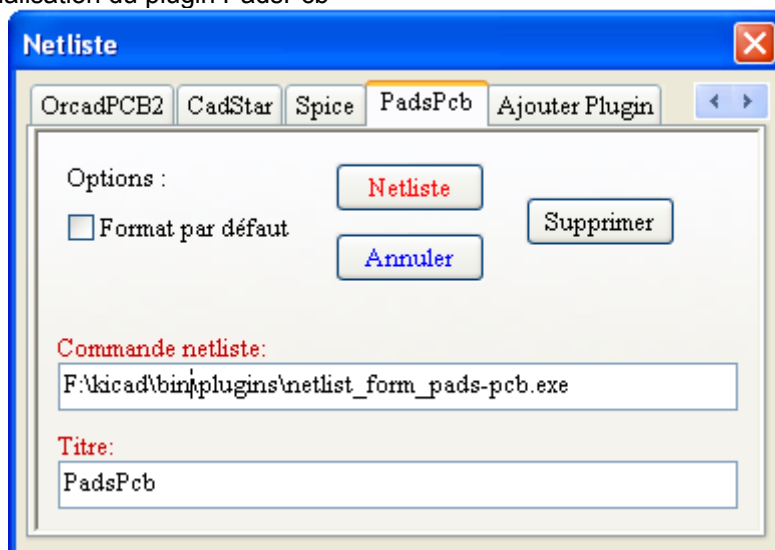 Netliste
OrcadPCB2 CadStar Spice PadsPcb Ajouter Plugin
Options :
Netliste
Format par défaut
Supprimer
Annuler
Commande netliste:
F:\kicad\bin\plugins\netlist_form_pads-pcb.exe
Titre:
PadsPcb